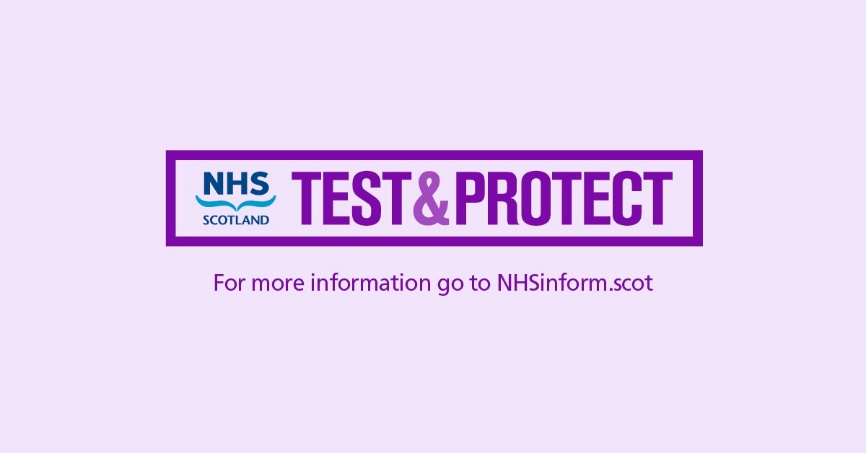 NHS
SCOTLAND
TEST&PROTECT
For more information go to NHSinform.scot